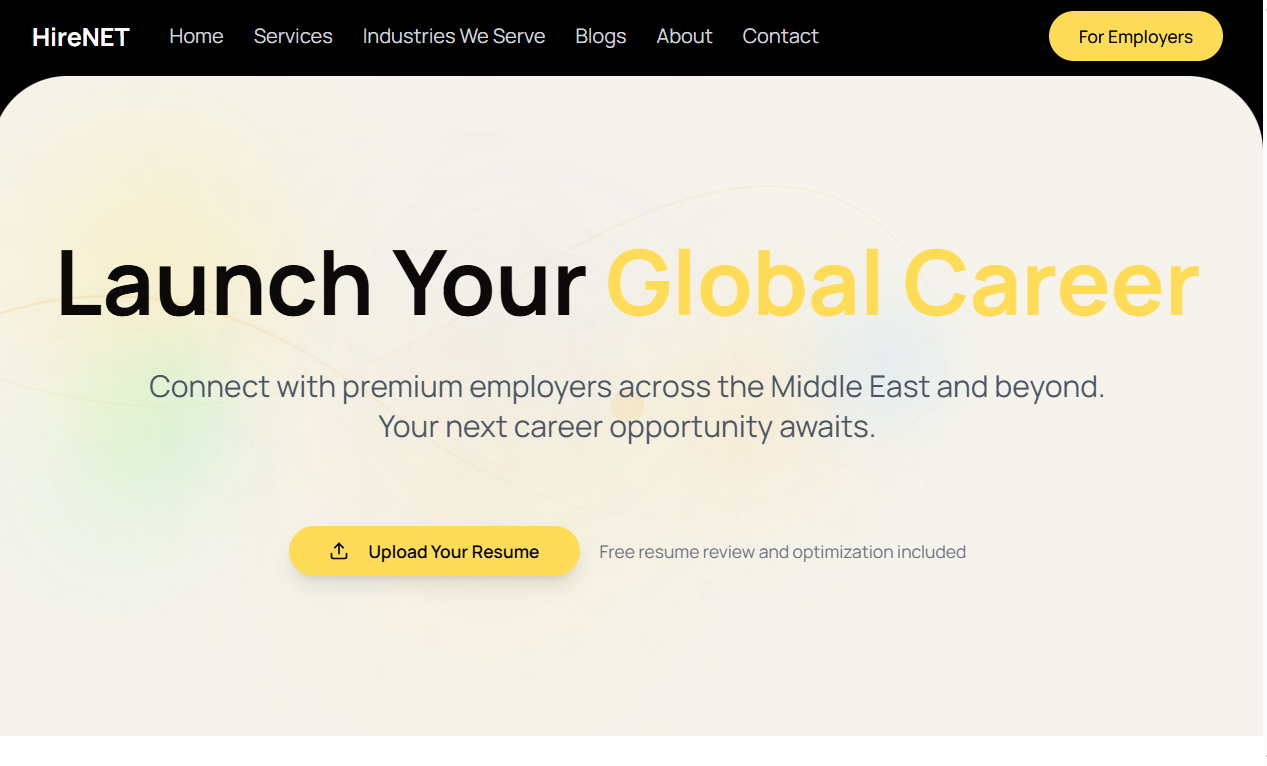 HireNET Home Services Industries We Serve Blogs About Contact For Employers
Launch Your Global Career
Connect with premium employers across the Middle East and beyond.
Your next career opportunity awaits.
Upload Your Resume Free resume review and optimization included